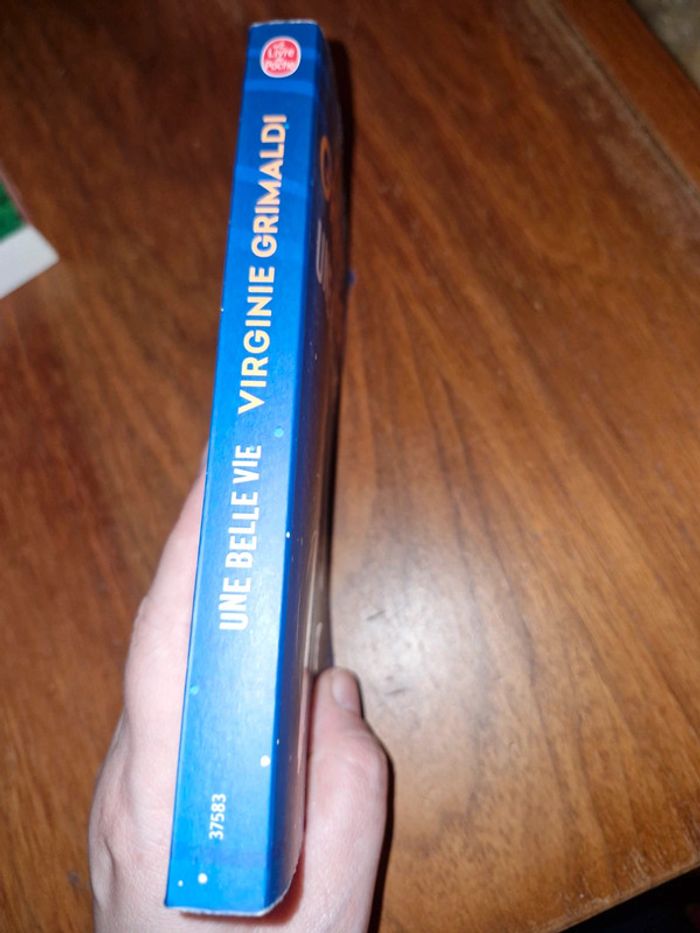 Le Livre de Poche
VIRGINIE GRIMALDI
UNE BELLE VIE
37583